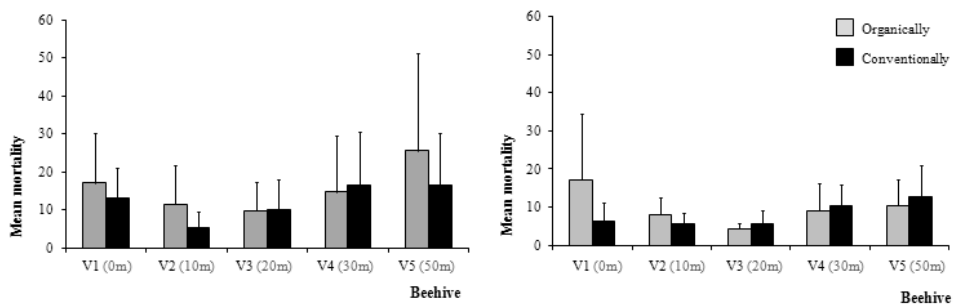 60
50
40
30
20
10
0
Mean mortality
V1 (0m) V2 (10m) V3 (20m) V4 (30m) V5 (50m)
Beehive
60
50
40
30
20
10
0
Mean mortality
Organically
Conventionally
V1 (0m) V2 (10m) V3 (20m) V4 (30m) V5 (50m)
Beehive